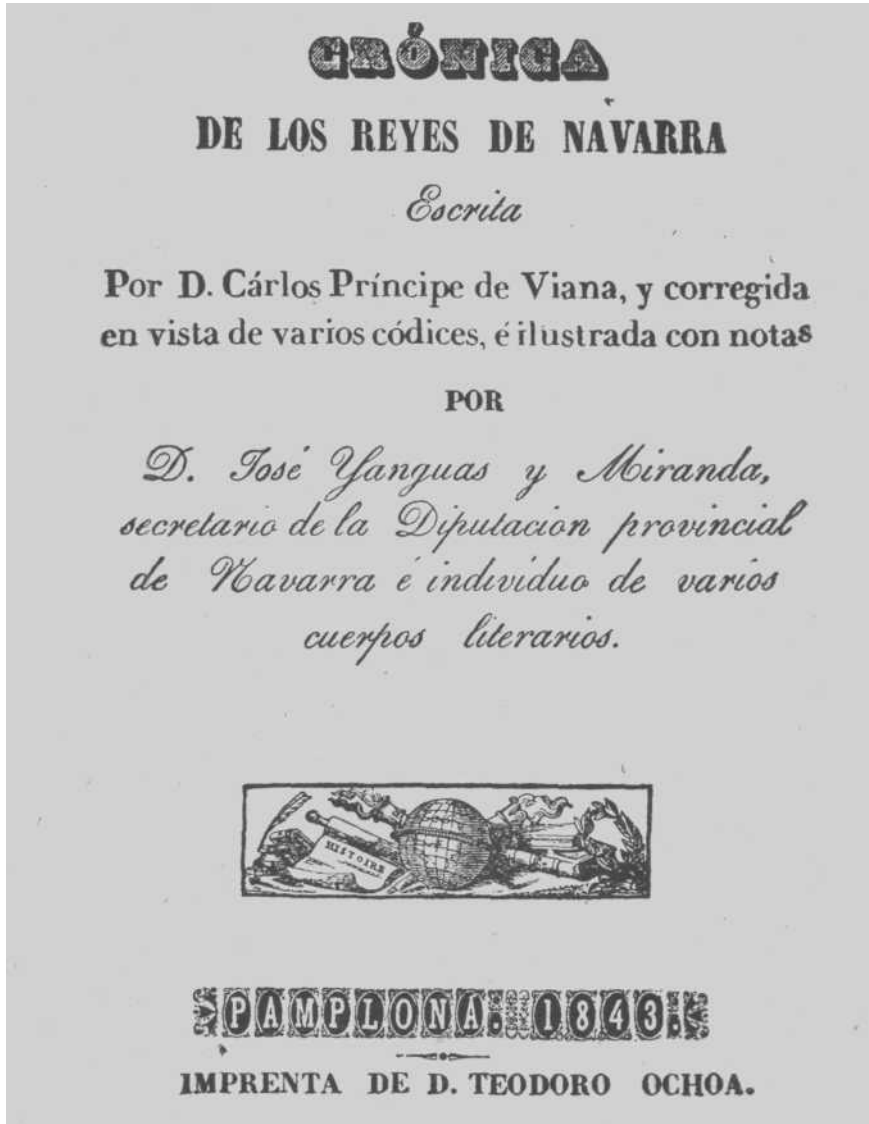 CRÓNICA
DE LOS REYES DE NAVARRA
Escrita
Por D. Cárlos Príncipe de Viana, y corregida
en vista de varios códices, é ilustrada con notas
POR
D. José Yanguas y Miranda,
secretario de la Diputacion provincial
de Navarra é individuo de varios
cuerpos literarios.
HISTOIRE
PAMPLONA: 1843.
IMPRENTA DE D. TEODORO OCHOA.